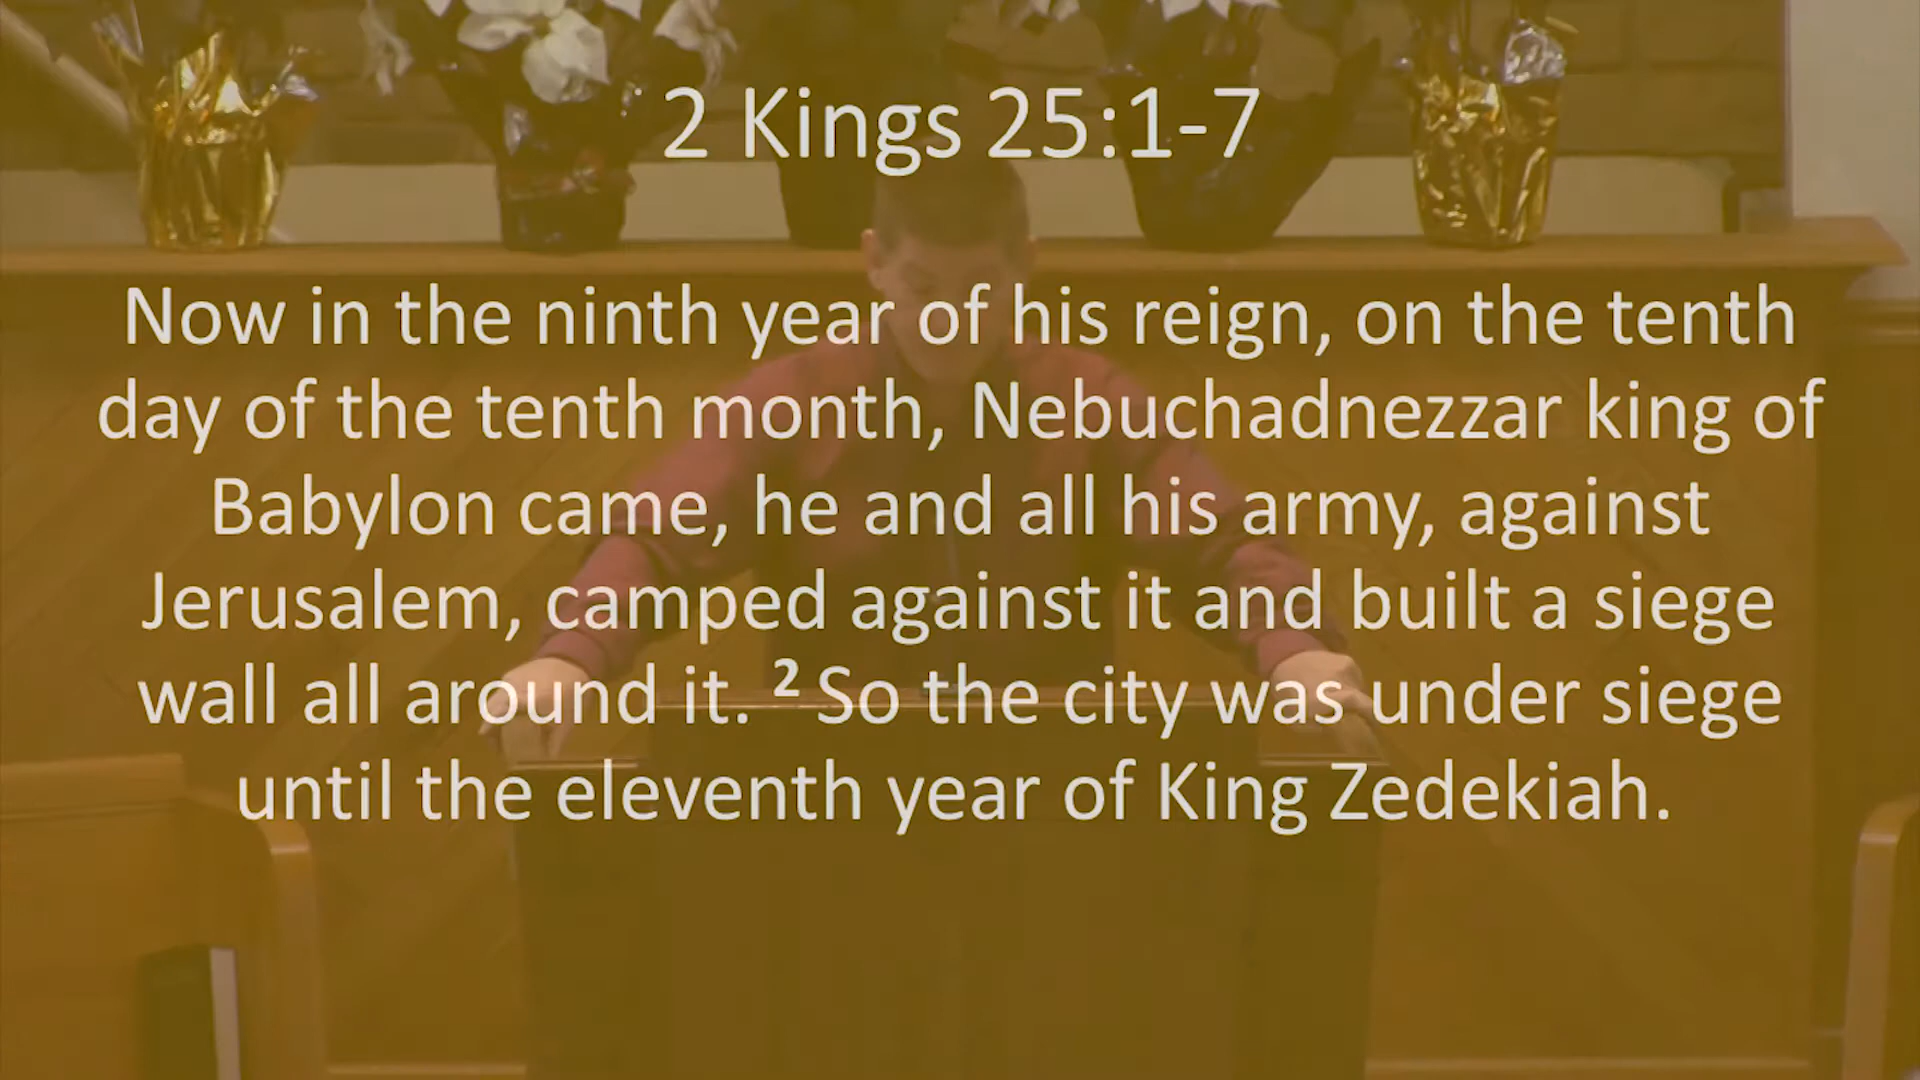 2 Kings 25:1-7
Now in the ninth year of his reign, on the tenth
day of the tenth month, Nebuchadnezzar king of
Babylon came, he and all his army, against
Jerusalem, camped against it and built a siege
wall all around it. ² So the city was under siege
until the eleventh year of King Zedekiah.